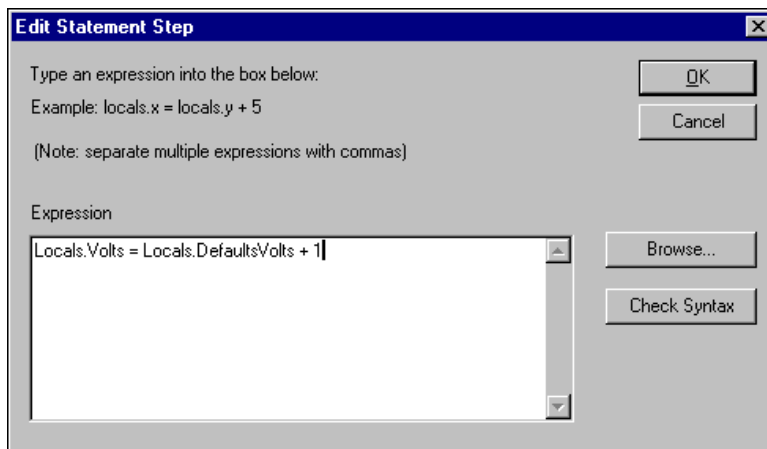 Edit Statement Step
Type an expression into the box below:
OK
Example: locals.x = locals.y + 5
Cancel
(Note: separate multiple expressions with commas)
Expression
Locals.Volts = Locals.DefaultsVolts + 1
Browse...
Check Syntax